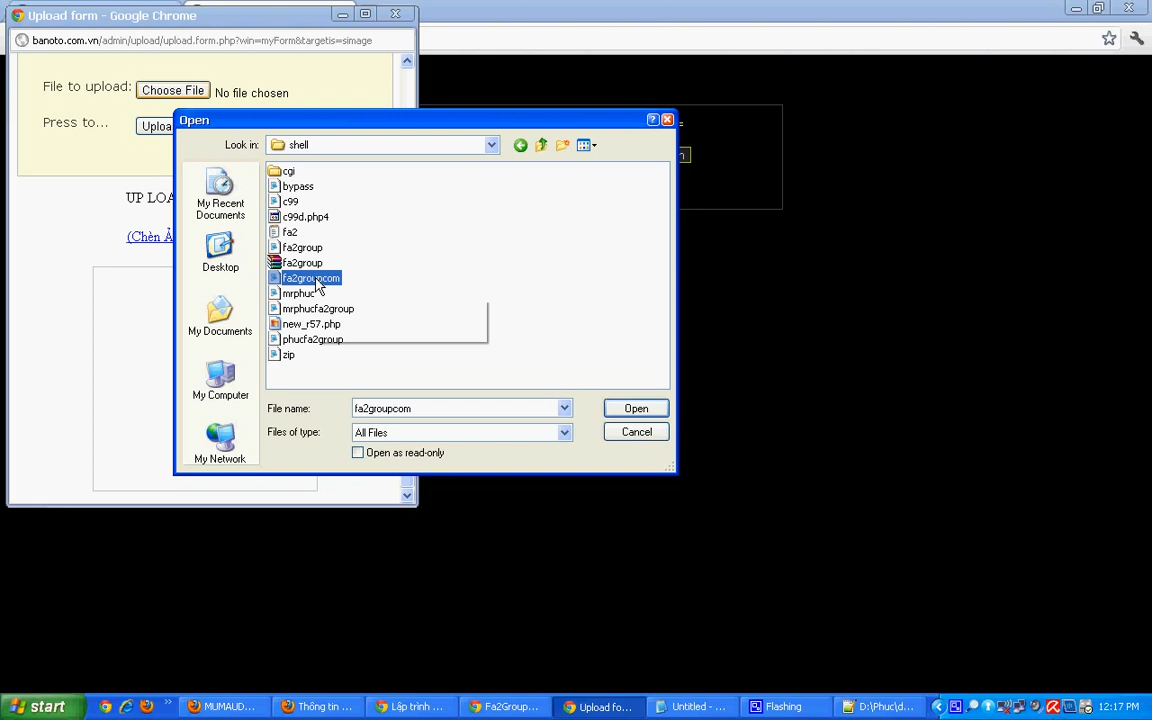 Upload form - Google Chrome
banoto.com.vn/admin/upload/upload.form.php?win=myForm&targetis=simage
File to upload: Choose File No file chosen
Press to...
UP LOA
(Chèn Ả
Open
Look in: shell
My Recent Documents
Desktop
My Documents
My Computer
My Network
cgi
bypass
c99
c99d.php4
fa2
fa2group
fa2group
fa2groupcom
mrphuc
mrphucfa2group
new_r57.php
phucfa2group
zip
File name: fa2groupcom Open
Files of type: All Files Cancel
Open as read-only
start MUMAUD... Thông tin ... Lập trình ... Fa2Group... Upload fo... Untitled - ... Flashing D:\Phuc\d... 12:17 PM